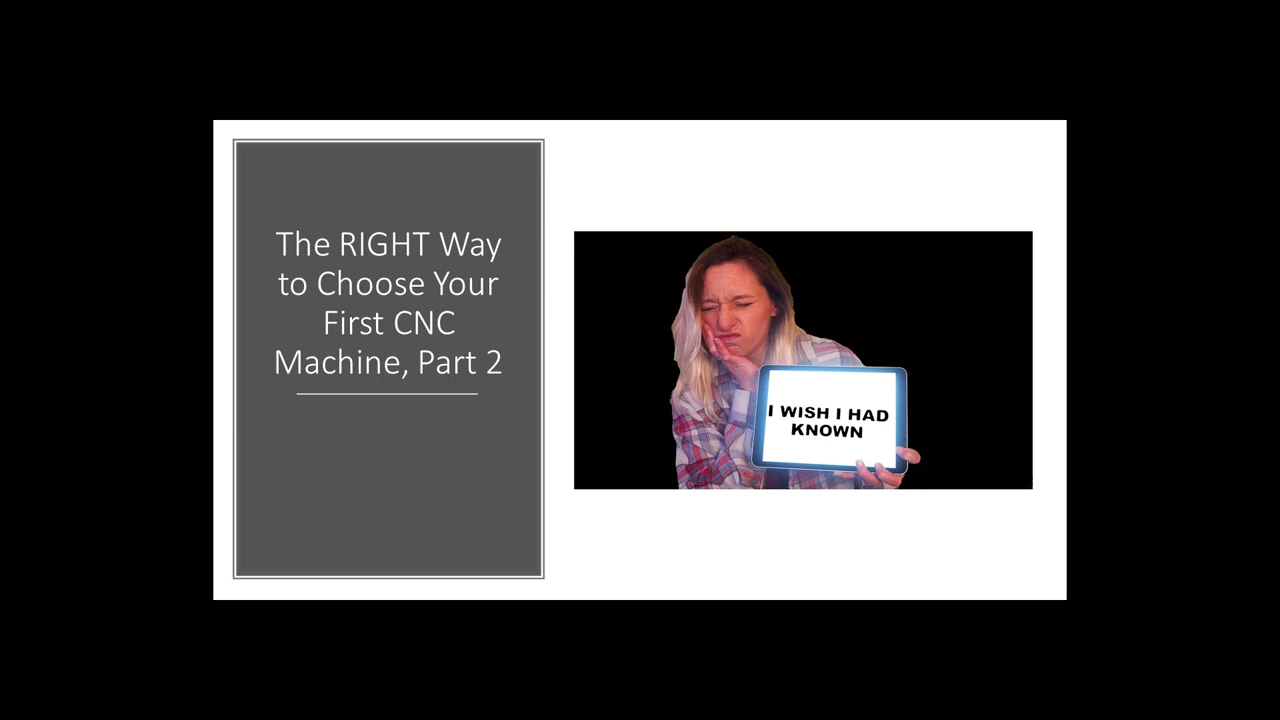 The RIGHT Way
to Choose Your
First CNC
Machine, Part 2
I WISH I HAD
KNOWN